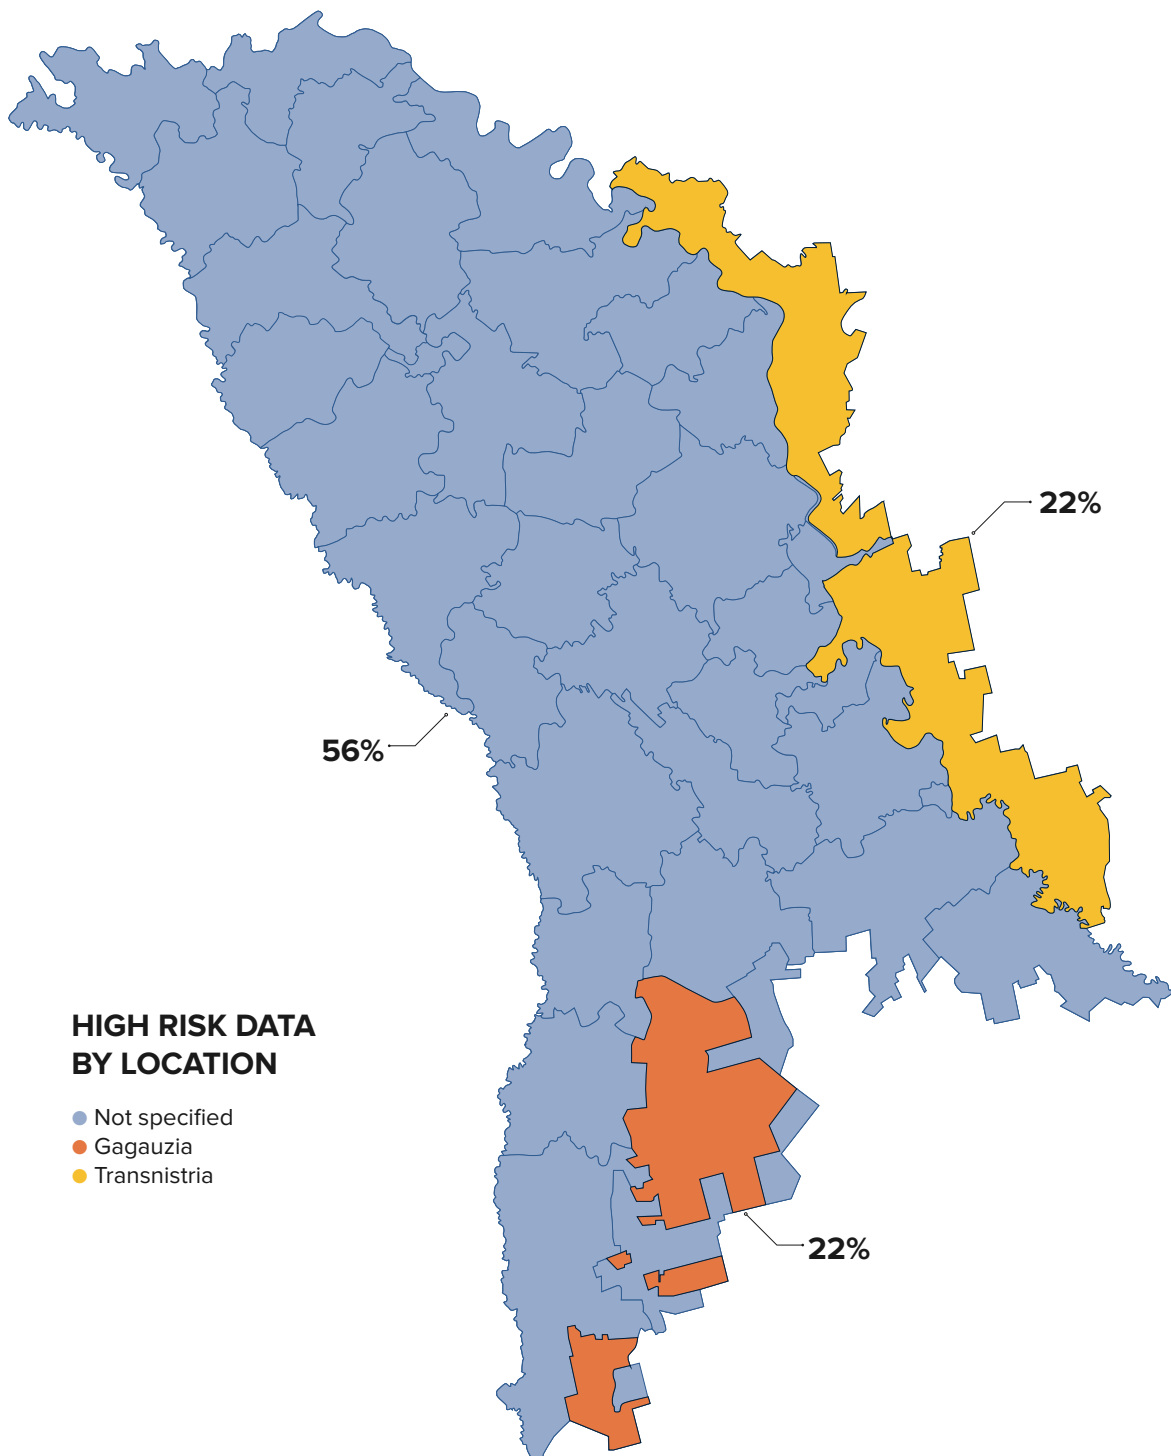 22%
56%
HIGH RISK DATA
BY LOCATION
Not specified
Gagauzia
Transnistria
22%